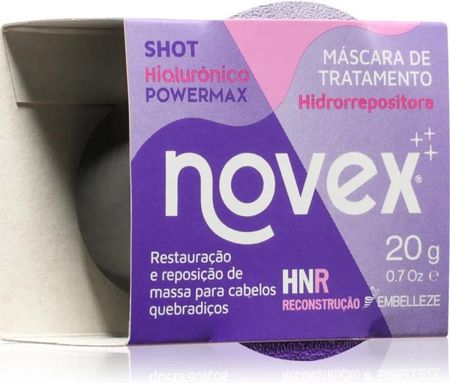 SHOT
Hialurônico
POWERMAX
MÁSCARA DE
TRATAMENTO
Hidrorrepositora
novex®
++
Restauração
e reposição de
massa para cabelos
quebradiços
HNR
RECONSTRUÇÃO
20 g
0.7 Oz e
EMBELLEZE